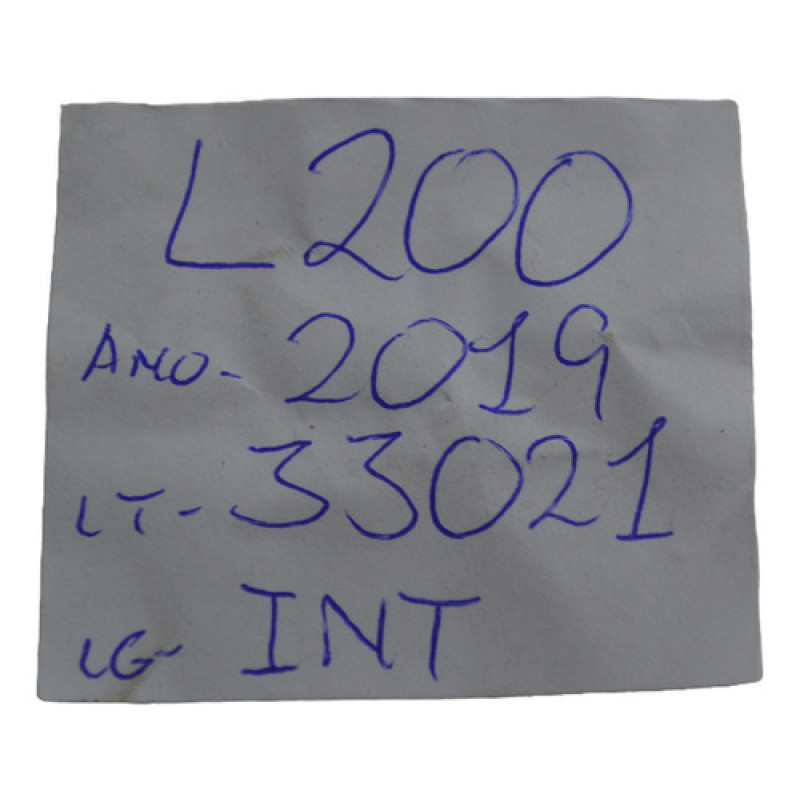 L200
ANO- 2019
LT- 33021
LG- INT